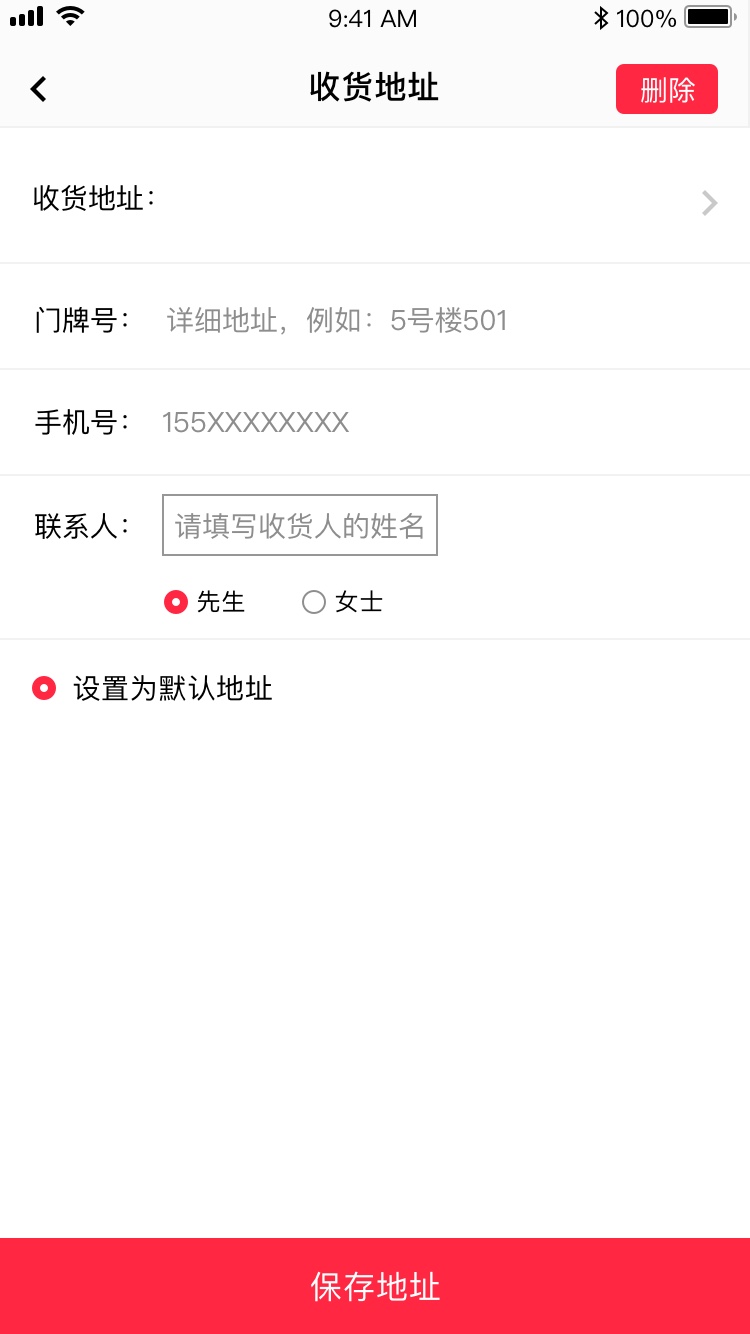 9:41 AM 100%
收货地址 删除
收货地址：
门牌号： 详细地址，例如：5号楼501
手机号： 155XXXXXXXX
联系人： 请填写收货人的姓名
先生 女士
设置为默认地址
保存地址